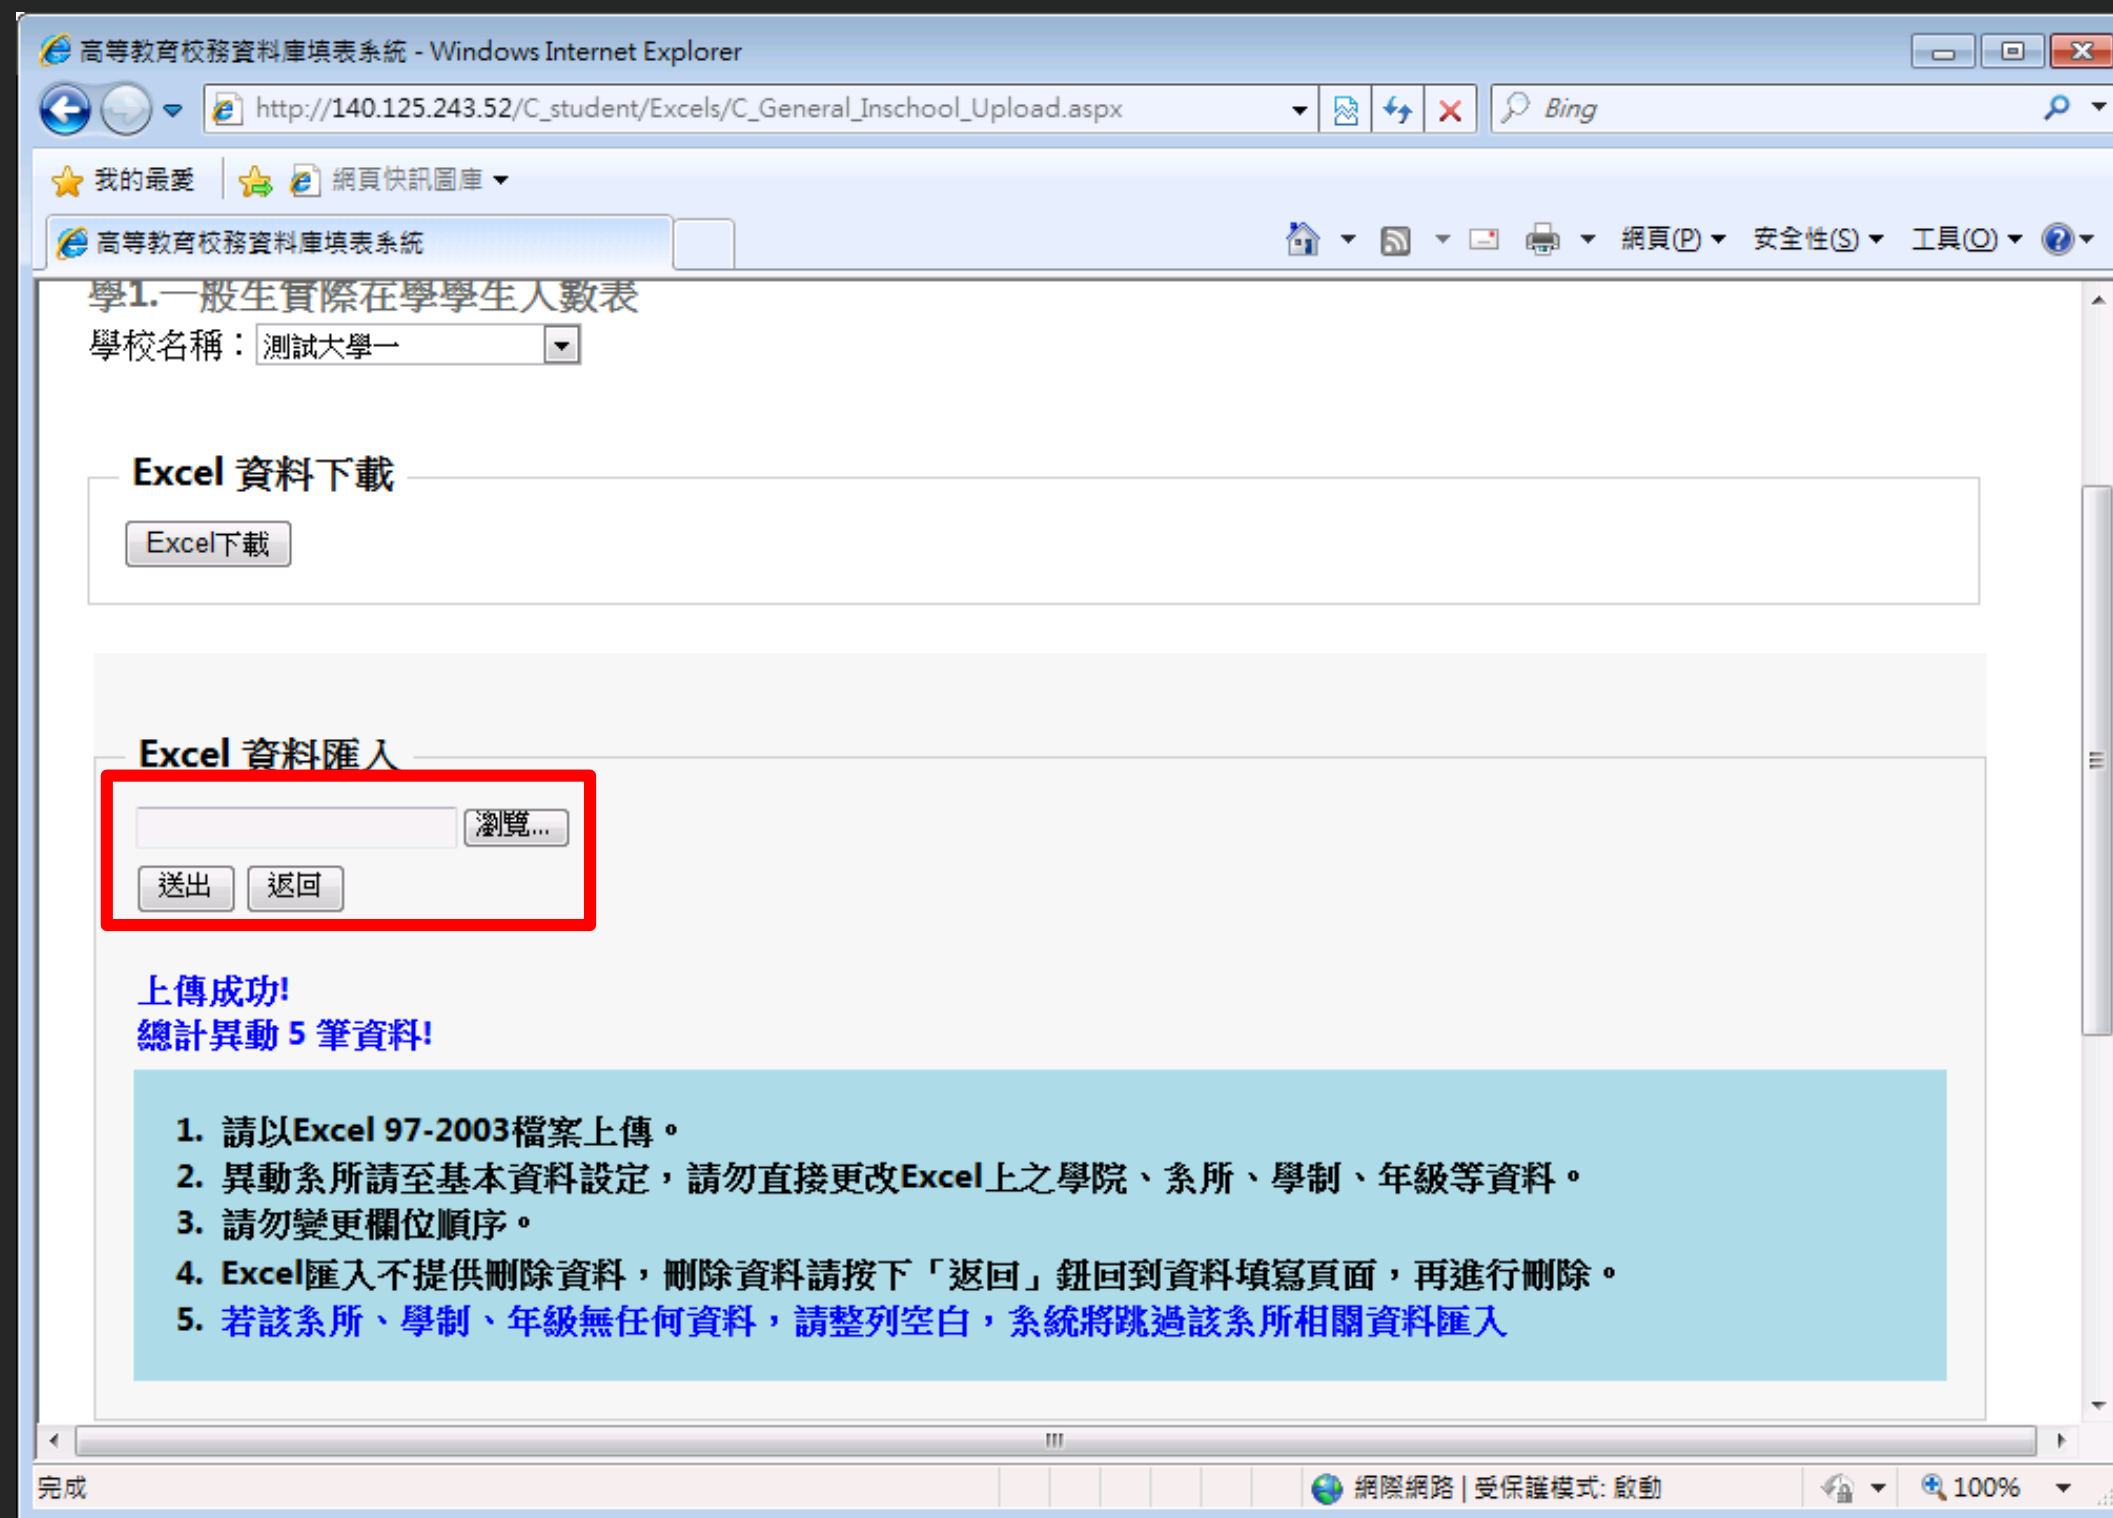 高等教育校務資料庫填表系統 - Windows Internet Explorer
http://140.125.243.52/C_student/Excels/C_General_Inschool_Upload.aspx
Bing
我的最愛
網頁快訊圖庫
高等教育校務資料庫填表系統
網頁(P)
安全性(S)
工具(O)
學1.一般生實際在學學生人數表
學校名稱：測試大學一
Excel 資料下載
Excel下載
Excel 資料匯入
瀏覽...
送出 返回
上傳成功!
總計異動 5 筆資料!
1. 請以Excel 97-2003檔案上傳。
2. 異動系所請至基本資料設定，請勿直接更改Excel上之學院、系所、學制、年級等資料。
3. 請勿變更欄位順序。
4. Excel匯入不提供刪除資料，刪除資料請按下「返回」鈕回到資料填寫頁面，再進行刪除。
5. 若該系所、學制、年級無任何資料，請整列空白，系統將跳過該系所相關資料匯入
完成
網際網路 | 受保護模式: 啟動
100%